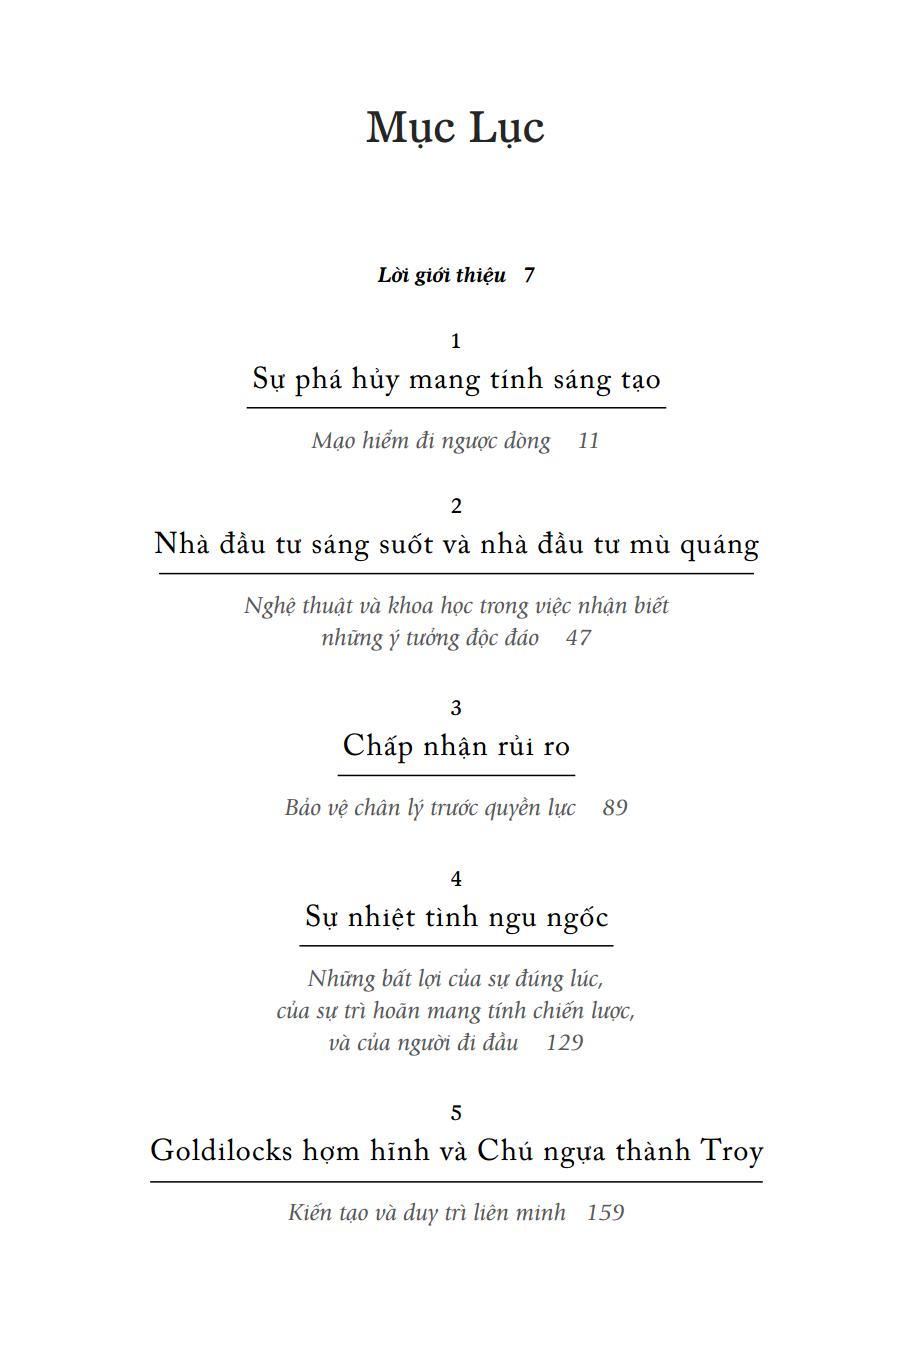 Mục Lục
Lời giới thiệu 7
1
Sự phá hủy mang tính sáng tạo
Mạo hiểm đi ngược dòng 11
2
Nhà đầu tư sáng suốt và nhà đầu tư mù quáng
Nghệ thuật và khoa học trong việc nhận biết
những ý tưởng độc đáo 47
3
Chấp nhận rủi ro
Bảo vệ chân lý trước quyền lực 89
4
Sự nhiệt tình ngu ngốc
Những bất lợi của sự đúng lúc,
của sự trì hoãn mang tính chiến lược,
và của người đi đầu 129
5
Goldilocks hợm hĩnh và Chú ngựa thành Troy
Kiến tạo và duy trì liên minh 159